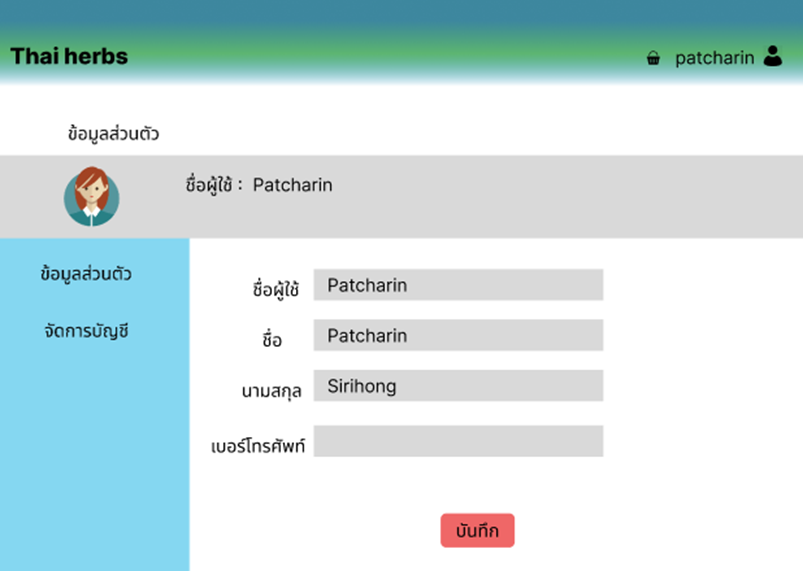 Thai herbs
patcharin
ข้อมูลส่วนตัว
ชื่อผู้ใช้ : Patcharin
ข้อมูลส่วนตัว
จัดการบัญชี
ชื่อผู้ใช้ Patcharin
ชื่อ Patcharin
นามสกุล Sirihong
เบอร์โทรศัพท์
บันทึก